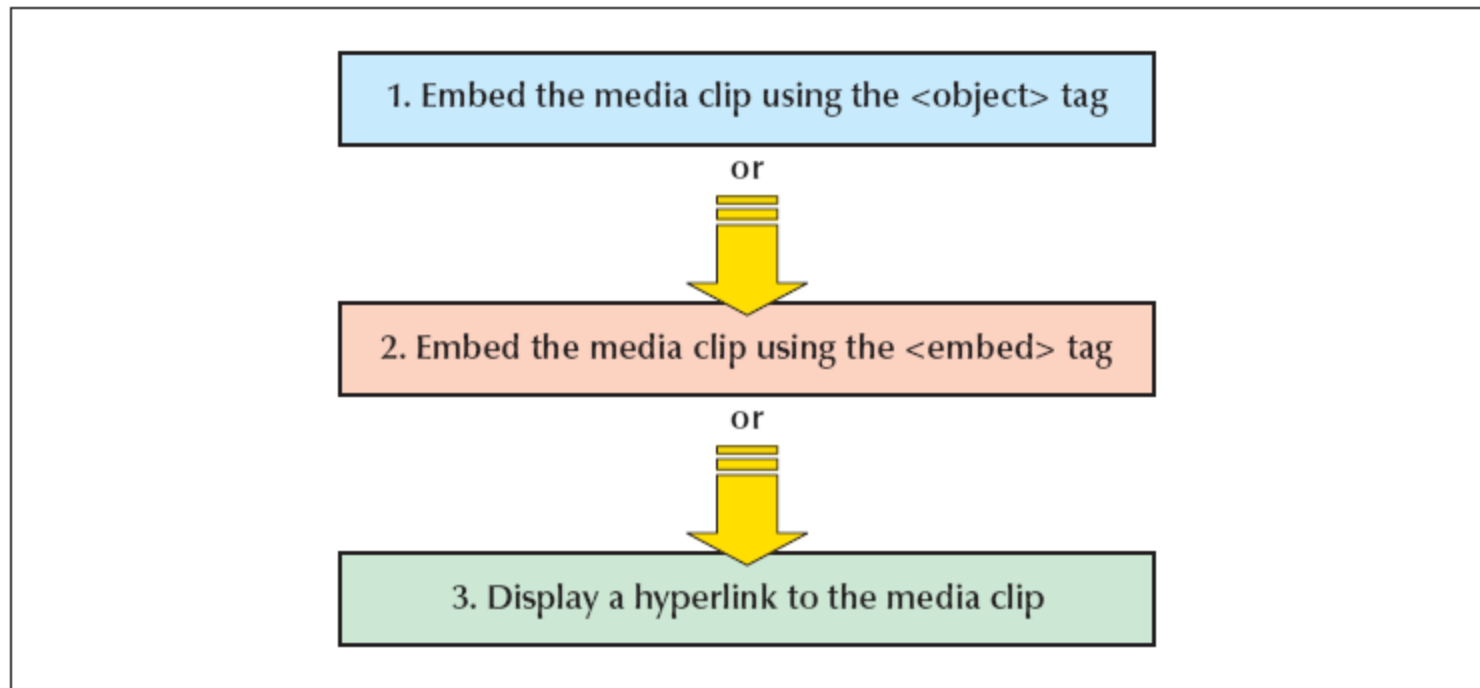 1. Embed the media clip using the <object> tag
or
2. Embed the media clip using the <embed> tag
or
3. Display a hyperlink to the media clip